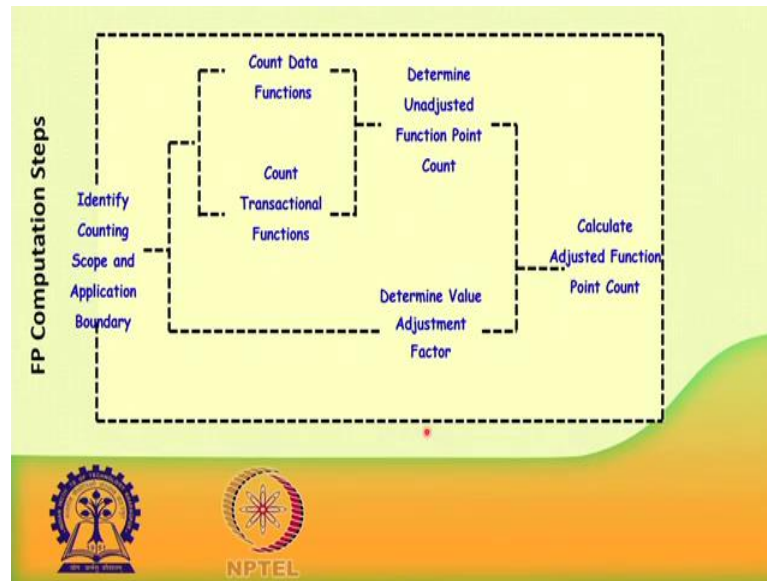 FP Computation Steps
Identify
Counting
Scope and
Application
Boundary
Count Data
Functions
Count
Transactional
Functions
Determine
Unadjusted
Function Point
Count
Determine Value
Adjustment
Factor
Calculate
Adjusted Function
Point Count
NPTEL